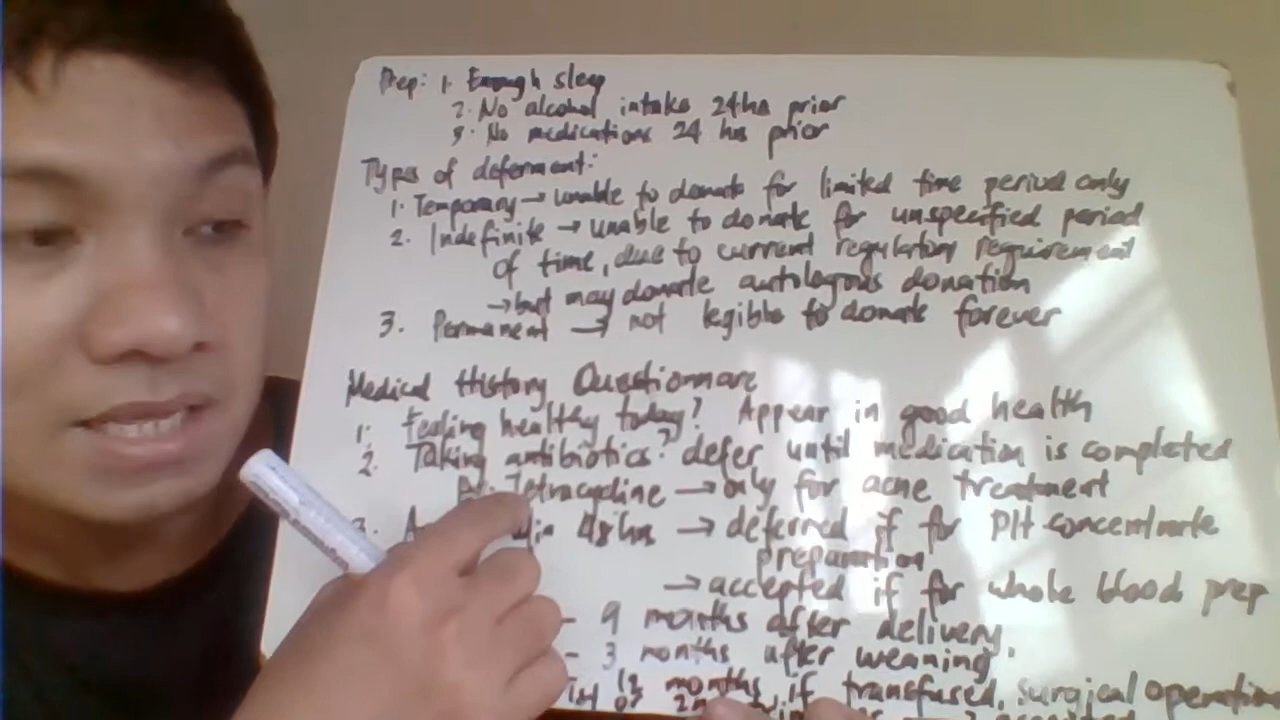 Prep: 1. Enough sleep
2. No alcohol intake 24hs prior
3. No medications 24 hrs prior
Types of deferment:
1. Temporary → unable to donate for limited time period only
2. Indefinite → unable to donate for unspecified period
of time, due to current regulatory requirement
→ but may donate autologous donation
3. Permanent → not legible to donate forever
Medical History Questionnare
1. Feeling healthy today? Appear in good health
2. Taking antibiotics? defer until medication is completed
Tetracycline → only for acne treatment
3. 48 hrs → deferred if for plt concentrate
preparation
→ accepted if for whole blood prep
- 9 months after delivery.
- 3 months after weaning
12 months, if transfused, surgical operation